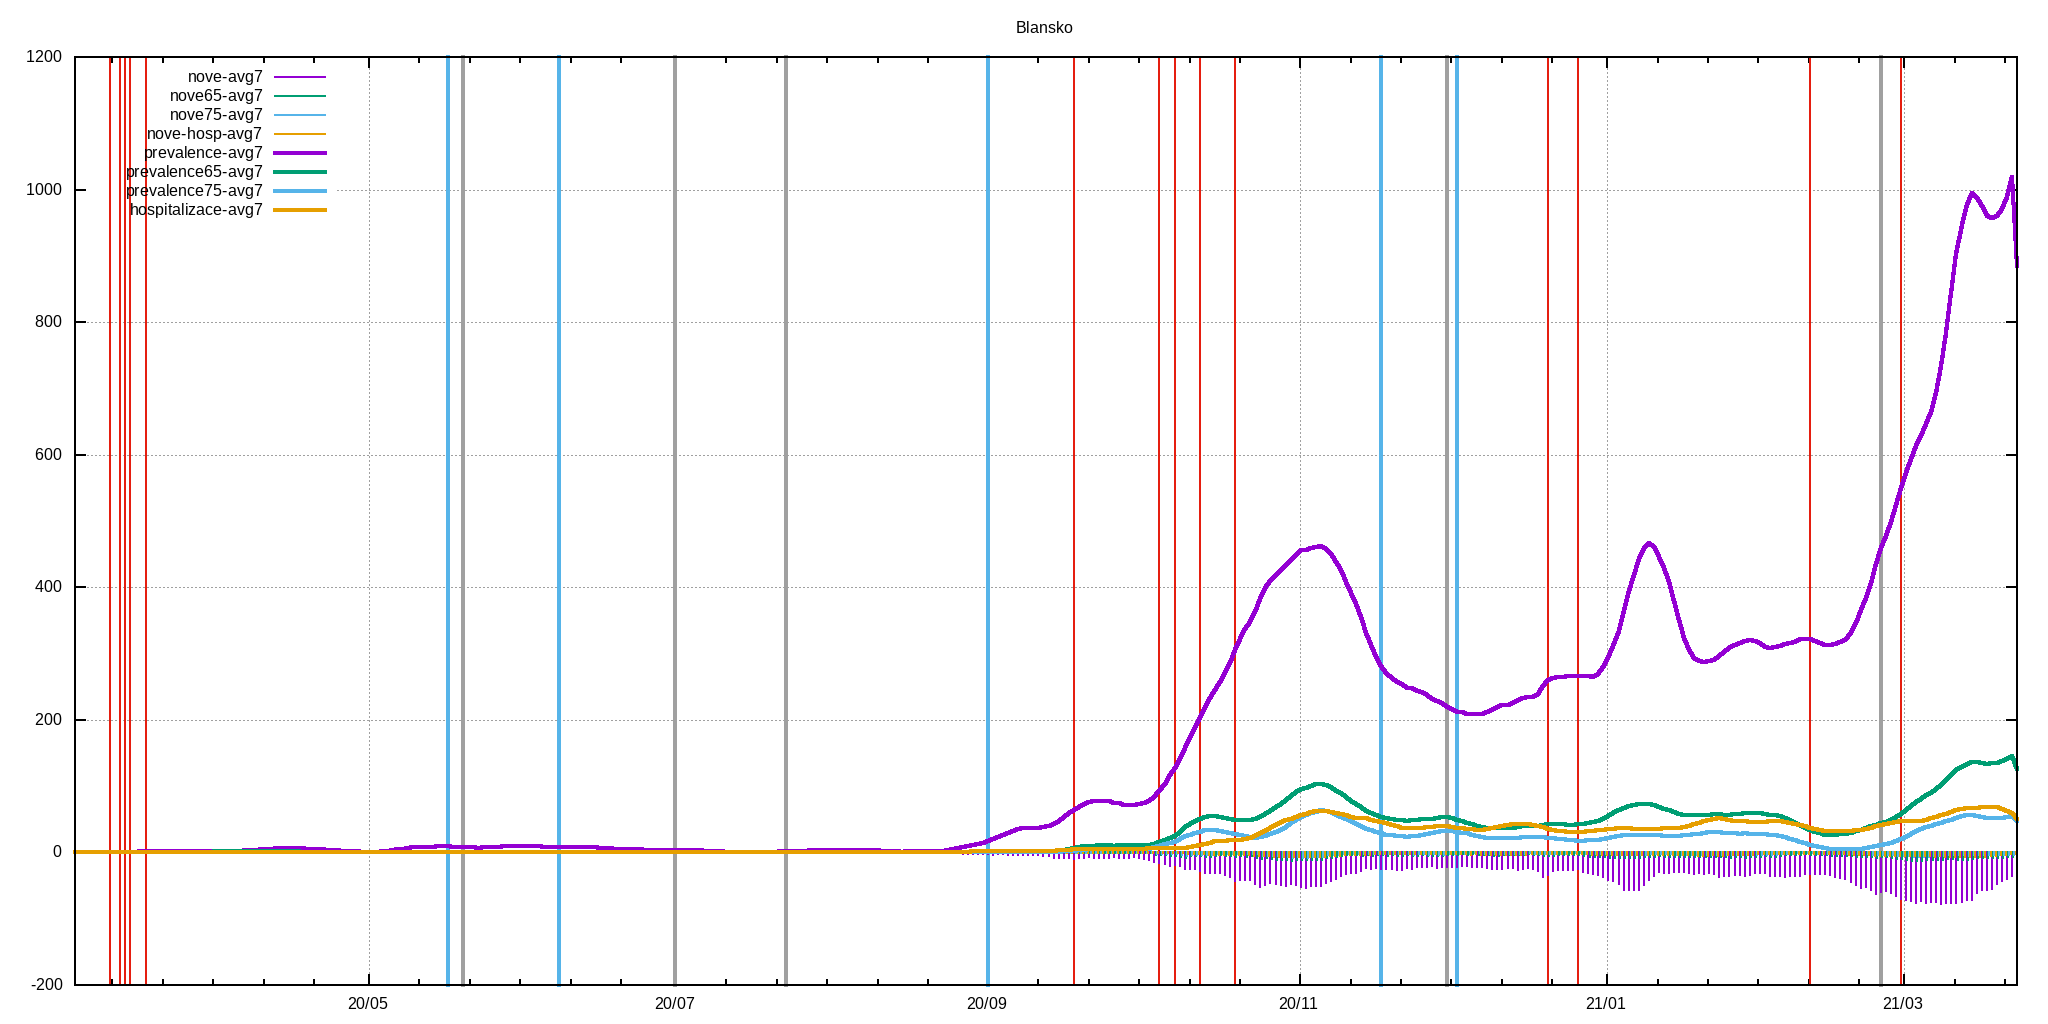 Blansko
1200
1000
800
600
400
200
0
-200
nove-avg7
nove65-avg7
nove75-avg7
nove-hosp-avg7
prevalence-avg7
prevalence65-avg7
prevalence75-avg7
hospitalizace-avg7
20/05 20/07 20/09 20/11 21/01 21/03